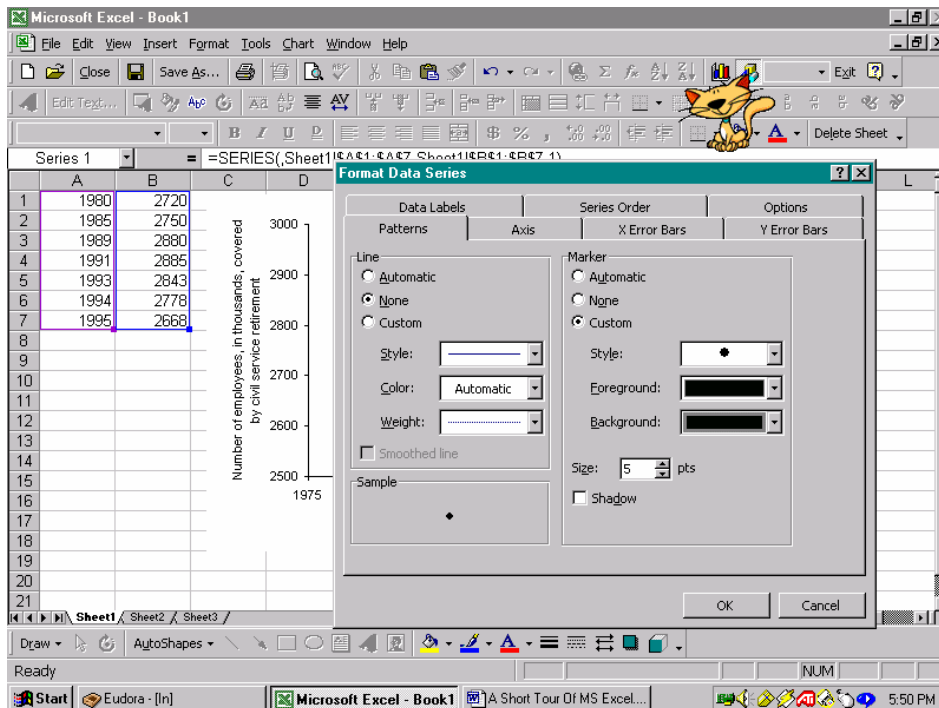 Microsoft Excel - Book1
File Edit View Insert Format Tools Chart Window Help
Close Save As... Exit
Edit Text...
B I U D $ % , Delete Sheet
Series 1 = =SERIES(,Sheet1!$A$1:$A$7,Sheet1!$B$1:$B$7,1)
A B C D L
1 1980 2720
2 1985 2750
3 1989 2880
4 1991 2885
5 1993 2843
6 1994 2778
7 1995 2668
8
9
10
11
12
13
14
15
16
17
18
19
20
21
Number of employees, in thousands, covered
by civil service retirement
3000
2900
2800
2700
2600
2500
1975
Format Data Series
Data Labels Series Order Options
Patterns Axis X Error Bars Y Error Bars
Line
Automatic
None
Custom
Style:
Color: Automatic
Weight:
Smoothed line
Sample
Marker
Automatic
None
Custom
Style:
Foreground:
Background:
Size: 5 pts
Shadow
OK Cancel
Sheet1 Sheet2 Sheet3
Draw AutoShapes
Ready NUM
Start Eudora - [In] Microsoft Excel - Book1 A Short Tour Of MS Excel.... 5:50 PM